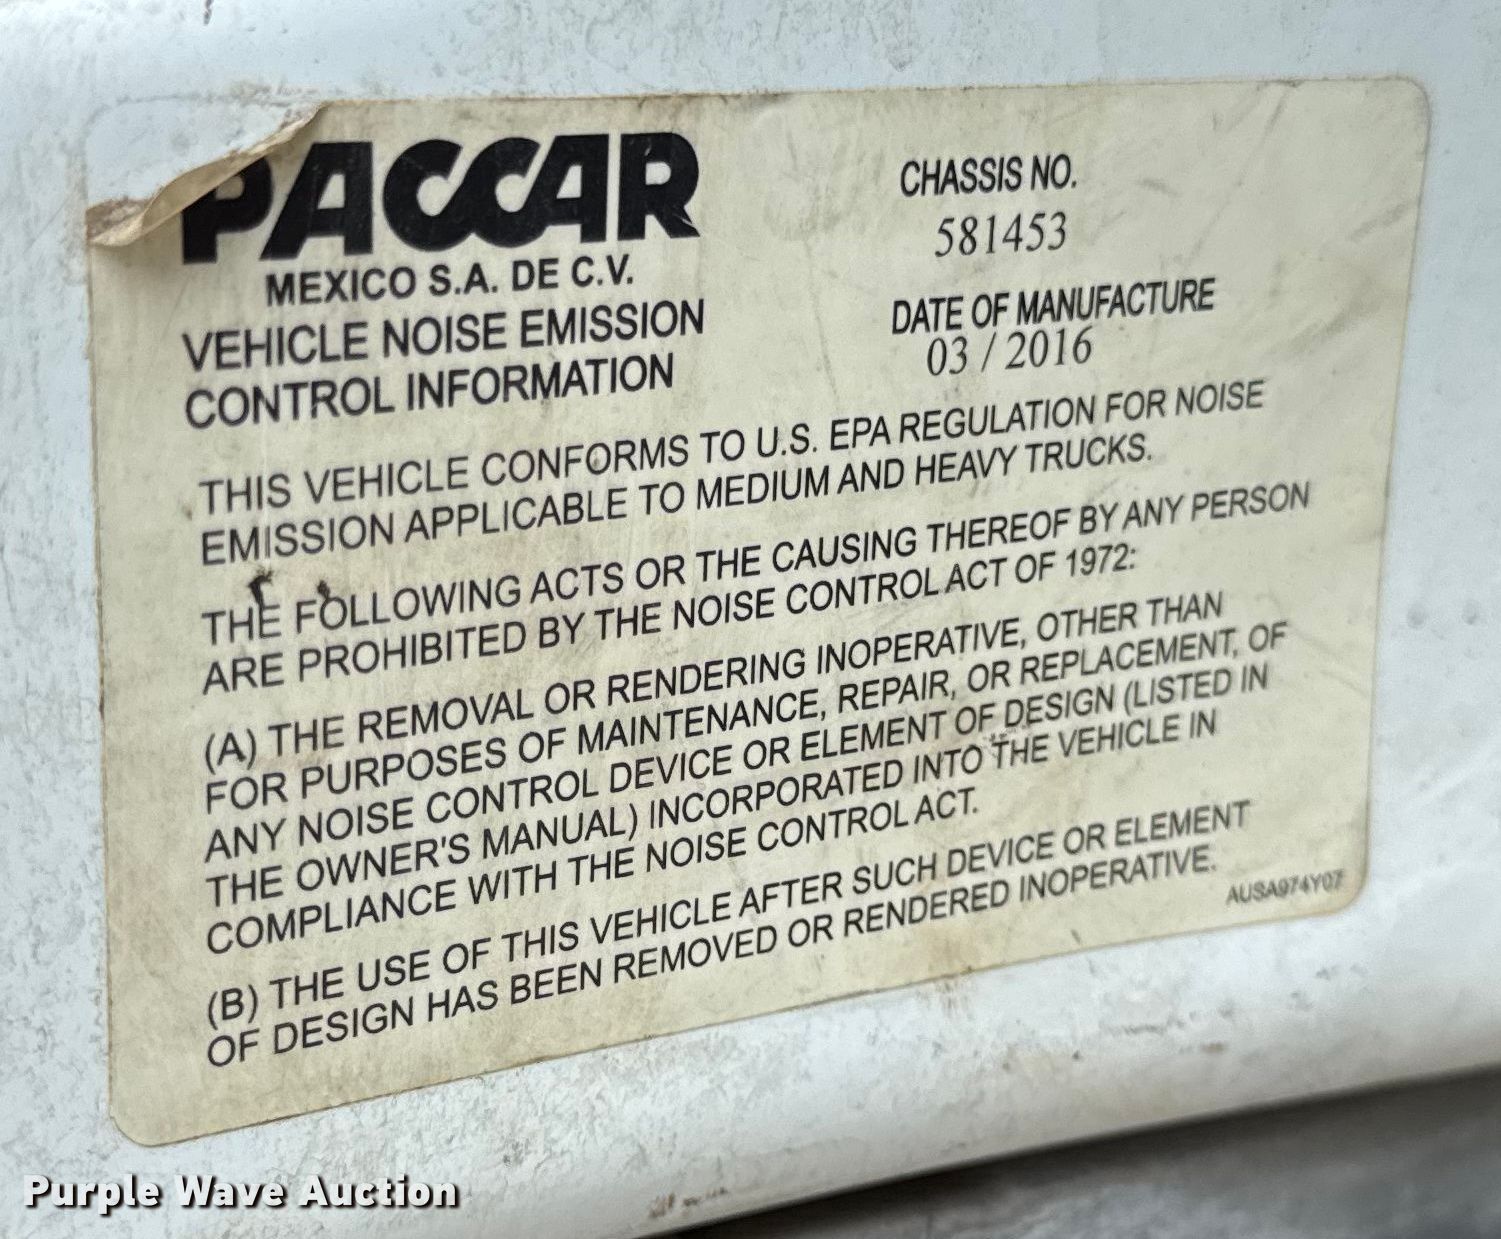 PACCAR
MEXICO S.A. DE C.V.
VEHICLE NOISE EMISSION
CONTROL INFORMATION
CHASSIS NO.
581453
DATE OF MANUFACTURE
03 / 2016
THIS VEHICLE CONFORMS TO U.S. EPA REGULATION FOR NOISE
EMISSION APPLICABLE TO MEDIUM AND HEAVY TRUCKS.
THE FOLLOWING ACTS OR THE CAUSING THEREOF BY ANY PERSON
ARE PROHIBITED BY THE NOISE CONTROL ACT OF 1972:
(A) THE REMOVAL OR RENDERING INOPERATIVE, OTHER THAN
FOR PURPOSES OF MAINTENANCE, REPAIR, OR REPLACEMENT, OF
ANY NOISE CONTROL DEVICE OR ELEMENT OF DESIGN (LISTED IN
THE OWNER'S MANUAL) INCORPORATED INTO THE VEHICLE IN
COMPLIANCE WITH THE NOISE CONTROL ACT.
(B) THE USE OF THIS VEHICLE AFTER SUCH DEVICE OR ELEMENT
OF DESIGN HAS BEEN REMOVED OR RENDERED INOPERATIVE.
AUSA974Y07
Purple Wave Auction